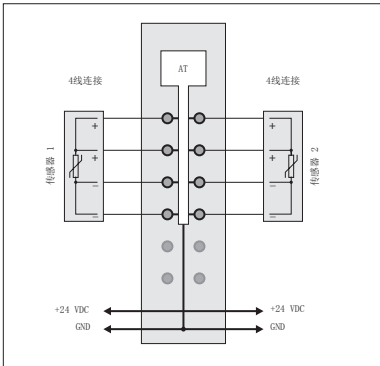 AT
4线连接
4线连接
传感器 1
+
+
−
−
+
+
−
−
传感器 2
+24 VDC
+24 VDC
GND
GND